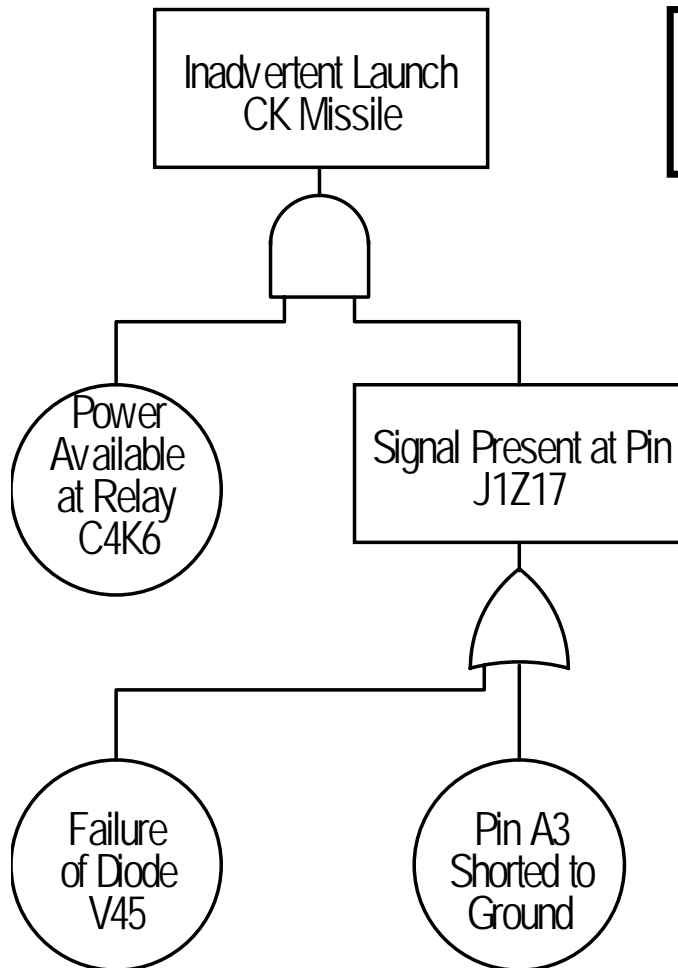 Inadvertent Launch
CK Missile
Power
Available
at Relay
C4K6
Signal Present at Pin
J1Z17
Failure
of Diode
V45
Pin A3
Shorted to
Ground